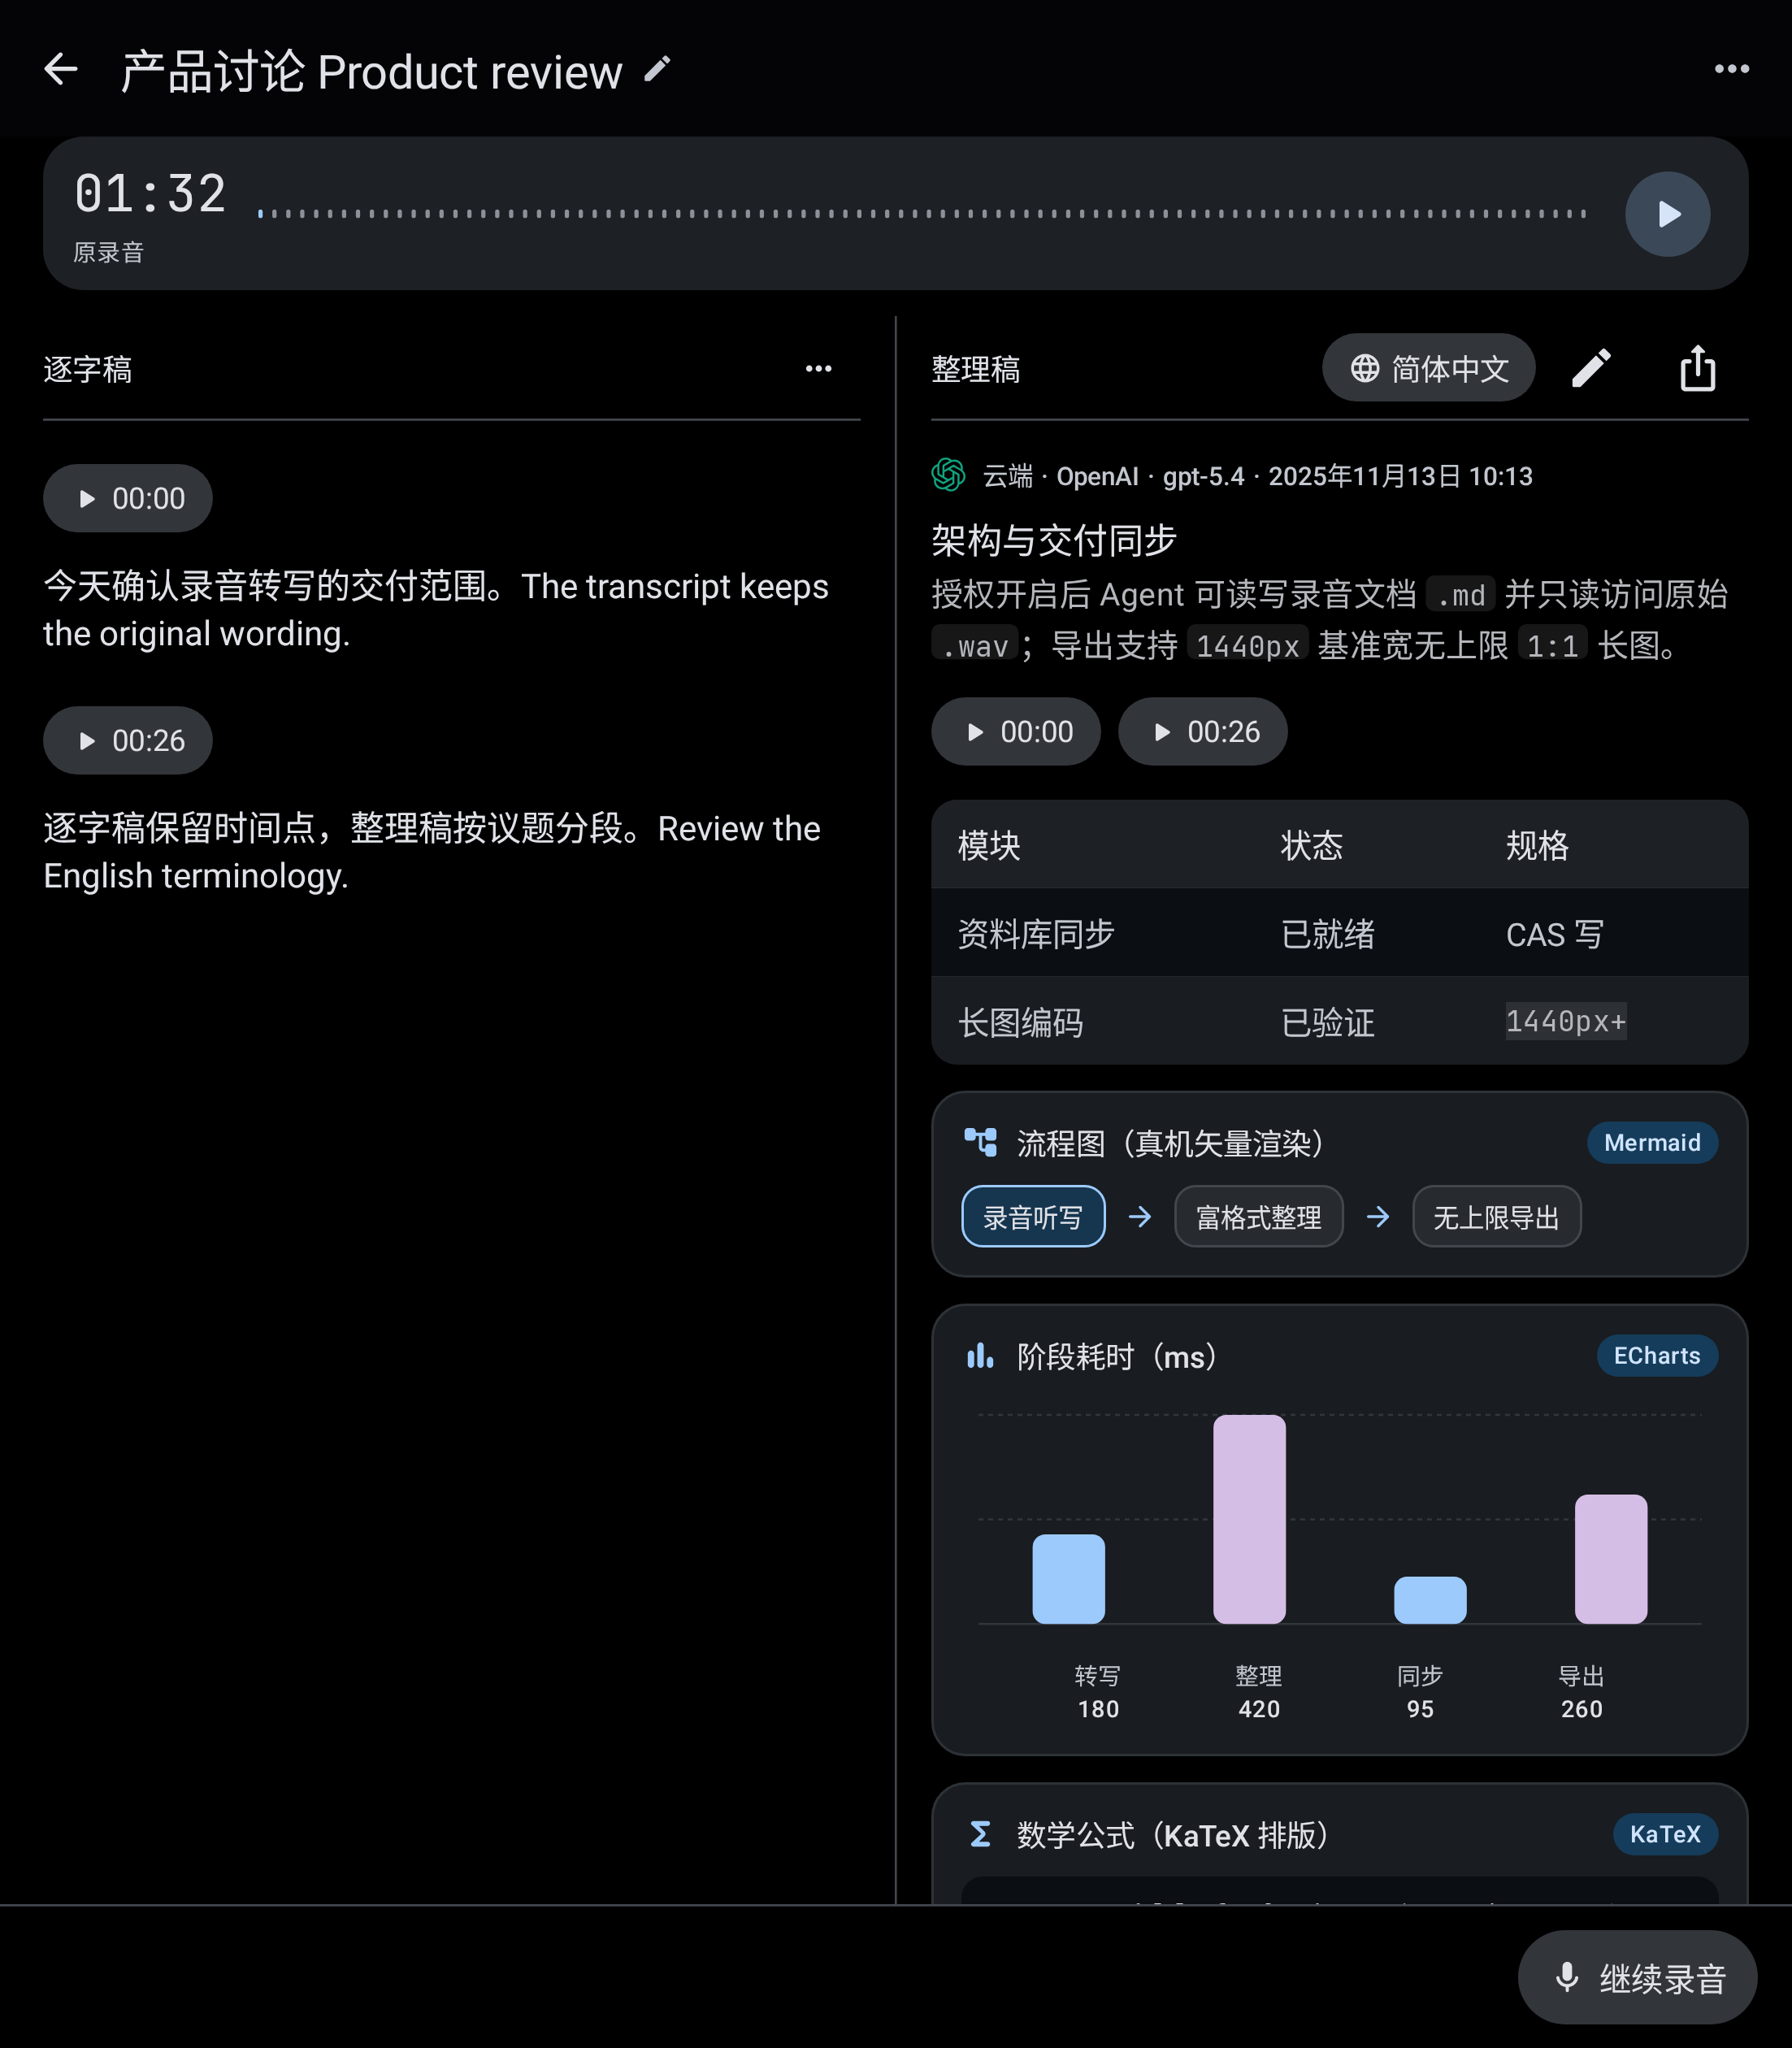 产品讨论 Product review
01:32
原录音
逐字稿
00:00
今天确认录音转写的交付范围。The transcript keeps
the original wording.
00:26
逐字稿保留时间点，整理稿按议题分段。Review the
English terminology.
整理稿
简体中文
云端 · OpenAI · gpt-5.4 · 2025年11月13日 10:13
架构与交付同步
授权开启后 Agent 可读写录音文档 .md 并只读访问原始
.wav；导出支持 1440px 基准宽无上限 1:1 长图。
00:00 00:26
模块 状态 规格
资料库同步 已就绪 CAS 写
长图编码 已验证 1440px+
流程图（真机矢量渲染） Mermaid
录音听写 → 富格式整理 → 无上限导出
阶段耗时（ms） ECharts
转写 整理 同步 导出
180 420 95 260
数学公式（KaTeX 排版） KaTeX
继续录音